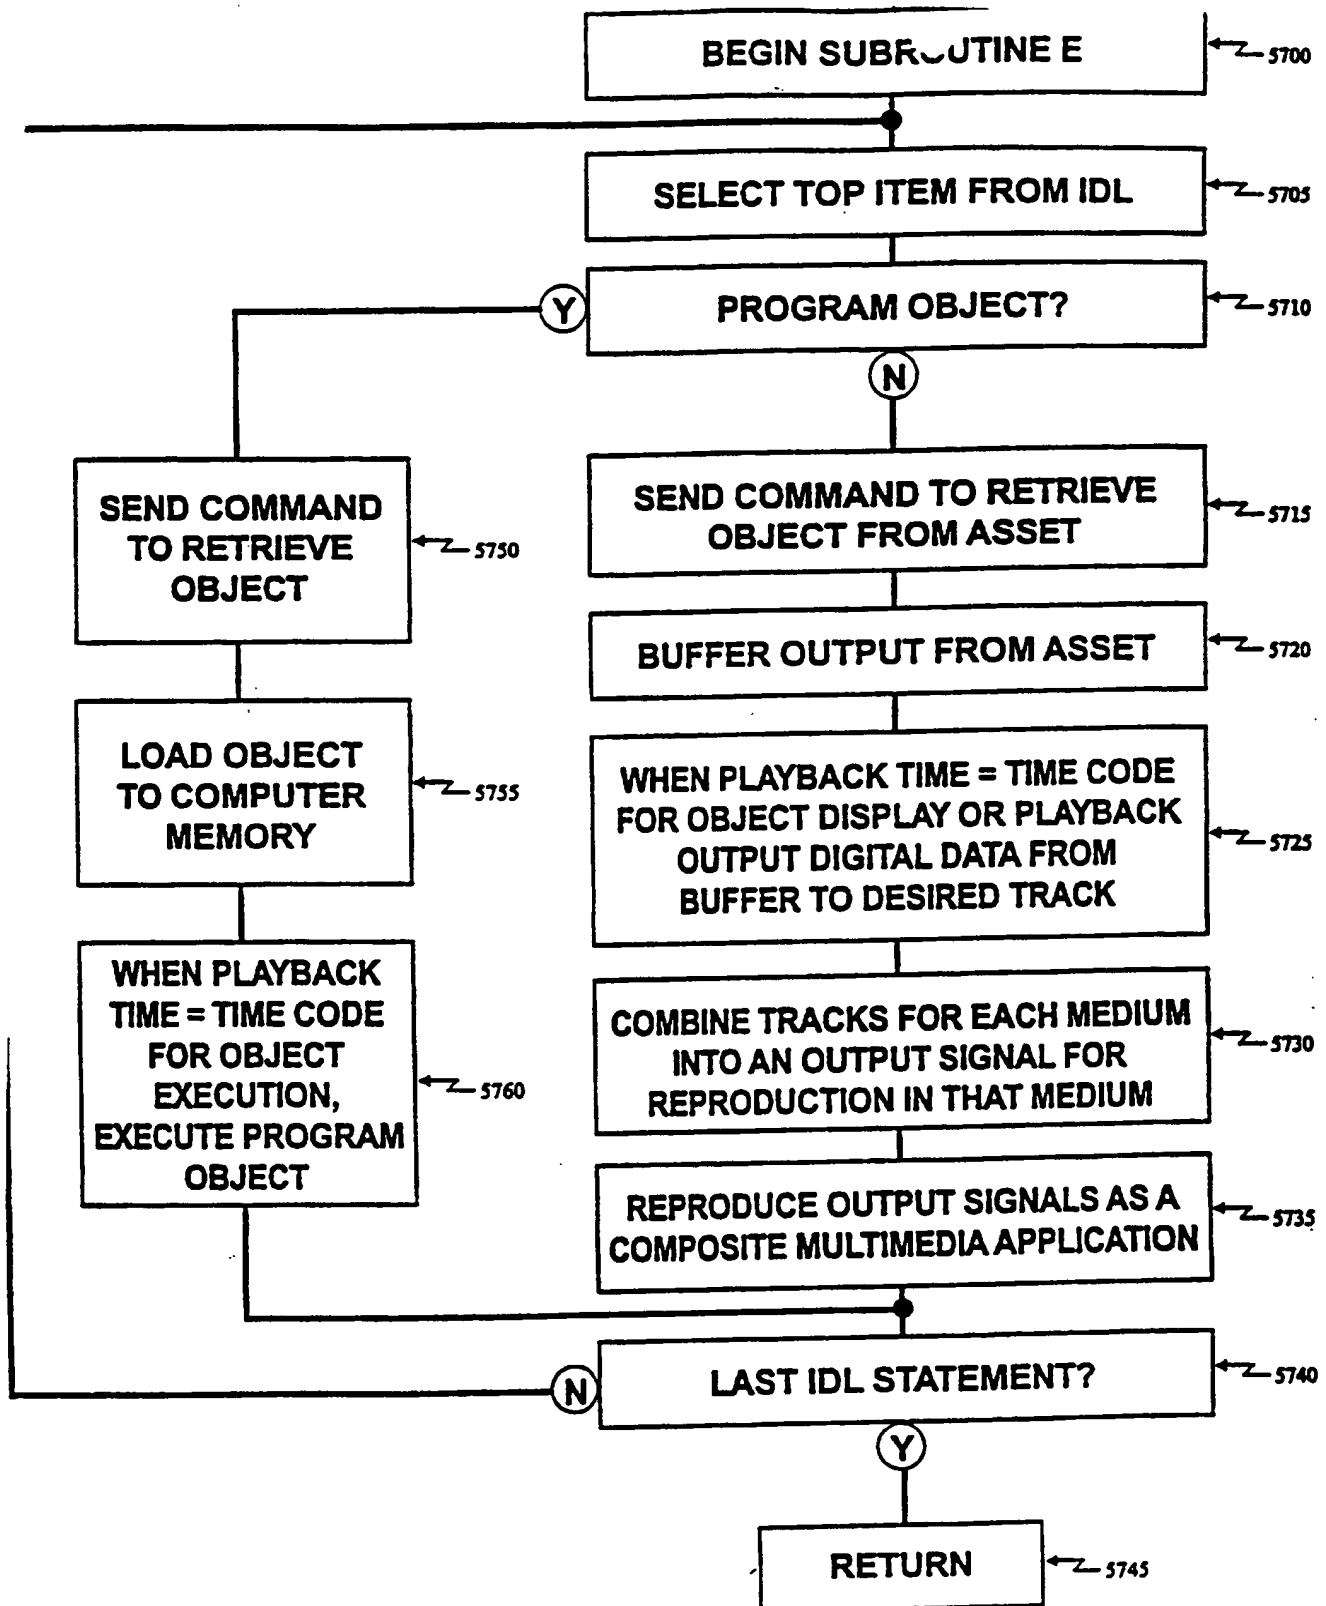 BEGIN SUBROUTINE E
5700
SELECT TOP ITEM FROM IDL
5705
PROGRAM OBJECT?
5710
Y
N
SEND COMMAND
TO RETRIEVE
OBJECT
5750
SEND COMMAND TO RETRIEVE
OBJECT FROM ASSET
5715
BUFFER OUTPUT FROM ASSET
5720
LOAD OBJECT
TO COMPUTER
MEMORY
5755
WHEN PLAYBACK TIME = TIME CODE
FOR OBJECT DISPLAY OR PLAYBACK
OUTPUT DIGITAL DATA FROM
BUFFER TO DESIRED TRACK
5725
WHEN PLAYBACK
TIME = TIME CODE
FOR OBJECT
EXECUTION,
EXECUTE PROGRAM
OBJECT
5760
COMBINE TRACKS FOR EACH MEDIUM
INTO AN OUTPUT SIGNAL FOR
REPRODUCTION IN THAT MEDIUM
5730
REPRODUCE OUTPUT SIGNALS AS A
COMPOSITE MULTIMEDIA APPLICATION
5735
LAST IDL STATEMENT?
5740
N
Y
RETURN
5745